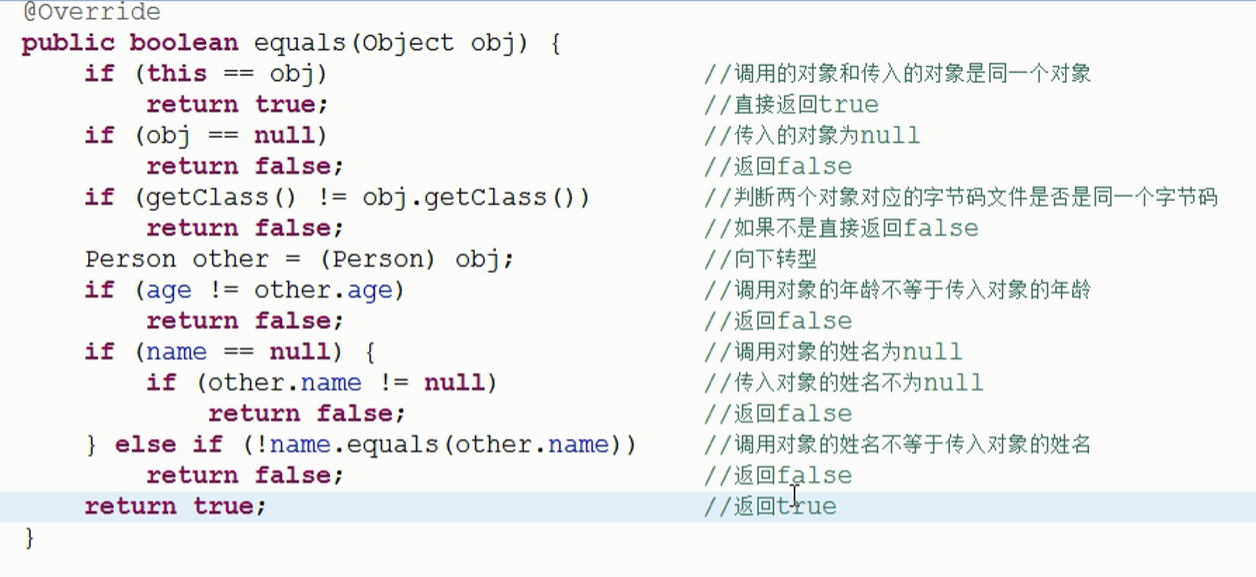 @Override
public boolean equals(Object obj) {
    if (this == obj)                        //调用的对象和传入的对象是同一个对象
        return true;                        //直接返回true
    if (obj == null)                        //传入的对象为null
        return false;                       //返回false
    if (getClass() != obj.getClass())       //判断两个对象对应的字节码文件是否是同一个字节码
        return false;                       //如果不是直接返回false
    Person other = (Person) obj;            //向下转型
    if (age != other.age)                   //调用对象的年龄不等于传入对象的年龄
        return false;                       //返回false
    if (name == null) {                     //调用对象的姓名为null
        if (other.name != null)             //传入对象的姓名不为null
            return false;                   //返回false
    } else if (!name.equals(other.name))    //调用对象的姓名不等于传入对象的姓名
        return false;                       //返回false
    return true;                            //返回true
}